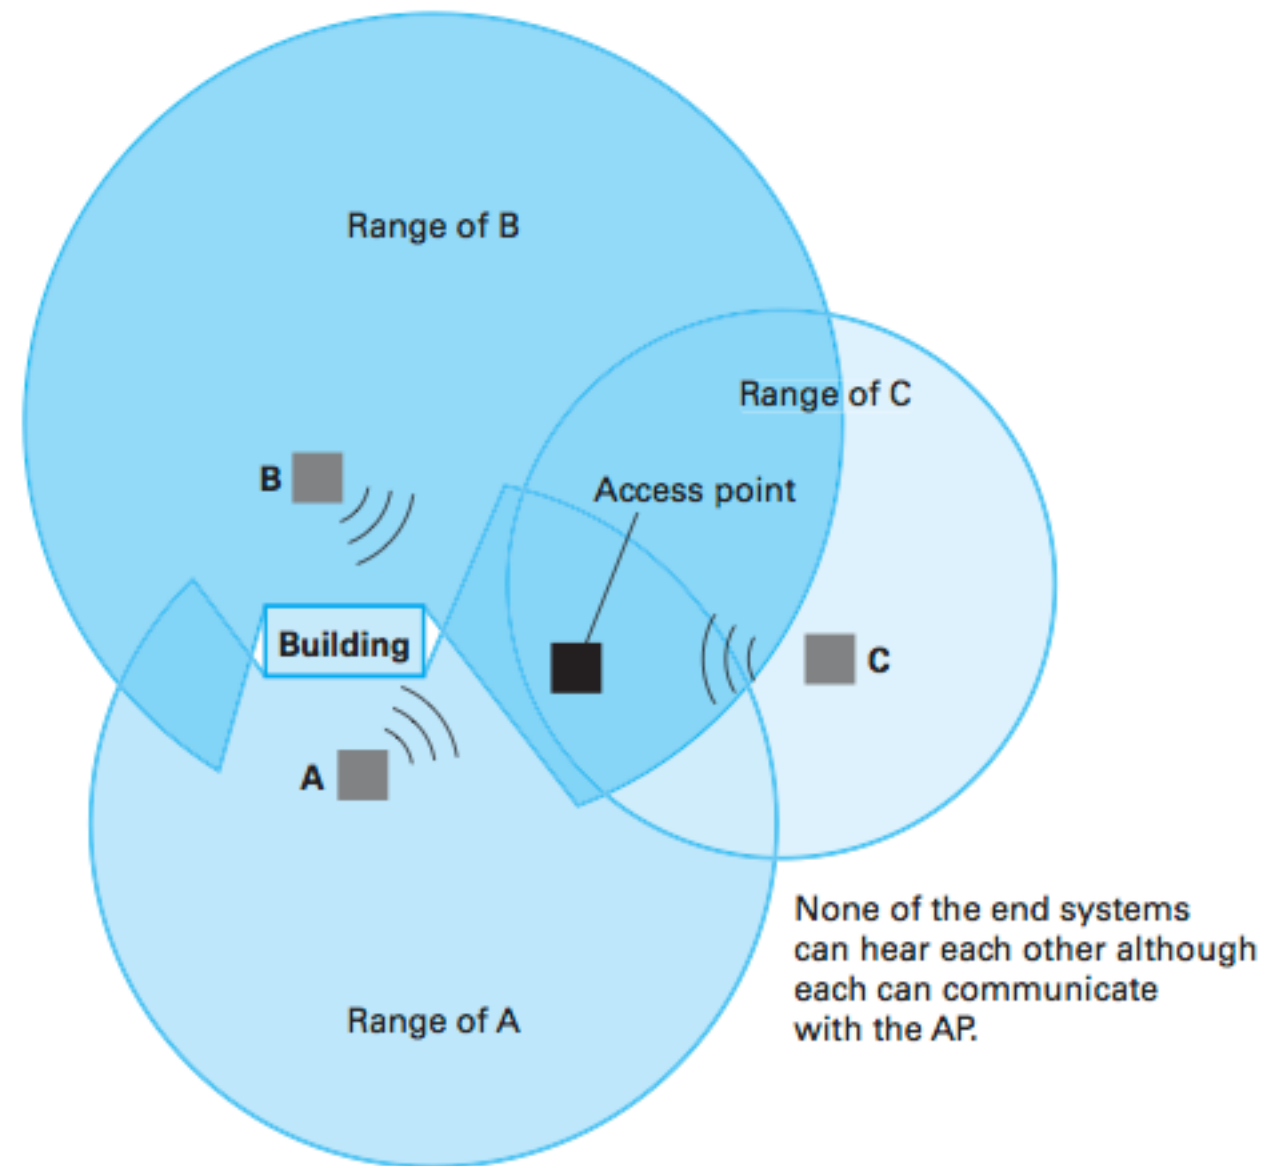 Range of B
Range of C
Access point
B
Building
C
A
None of the end systems
can hear each other although
each can communicate
with the AP.
Range of A